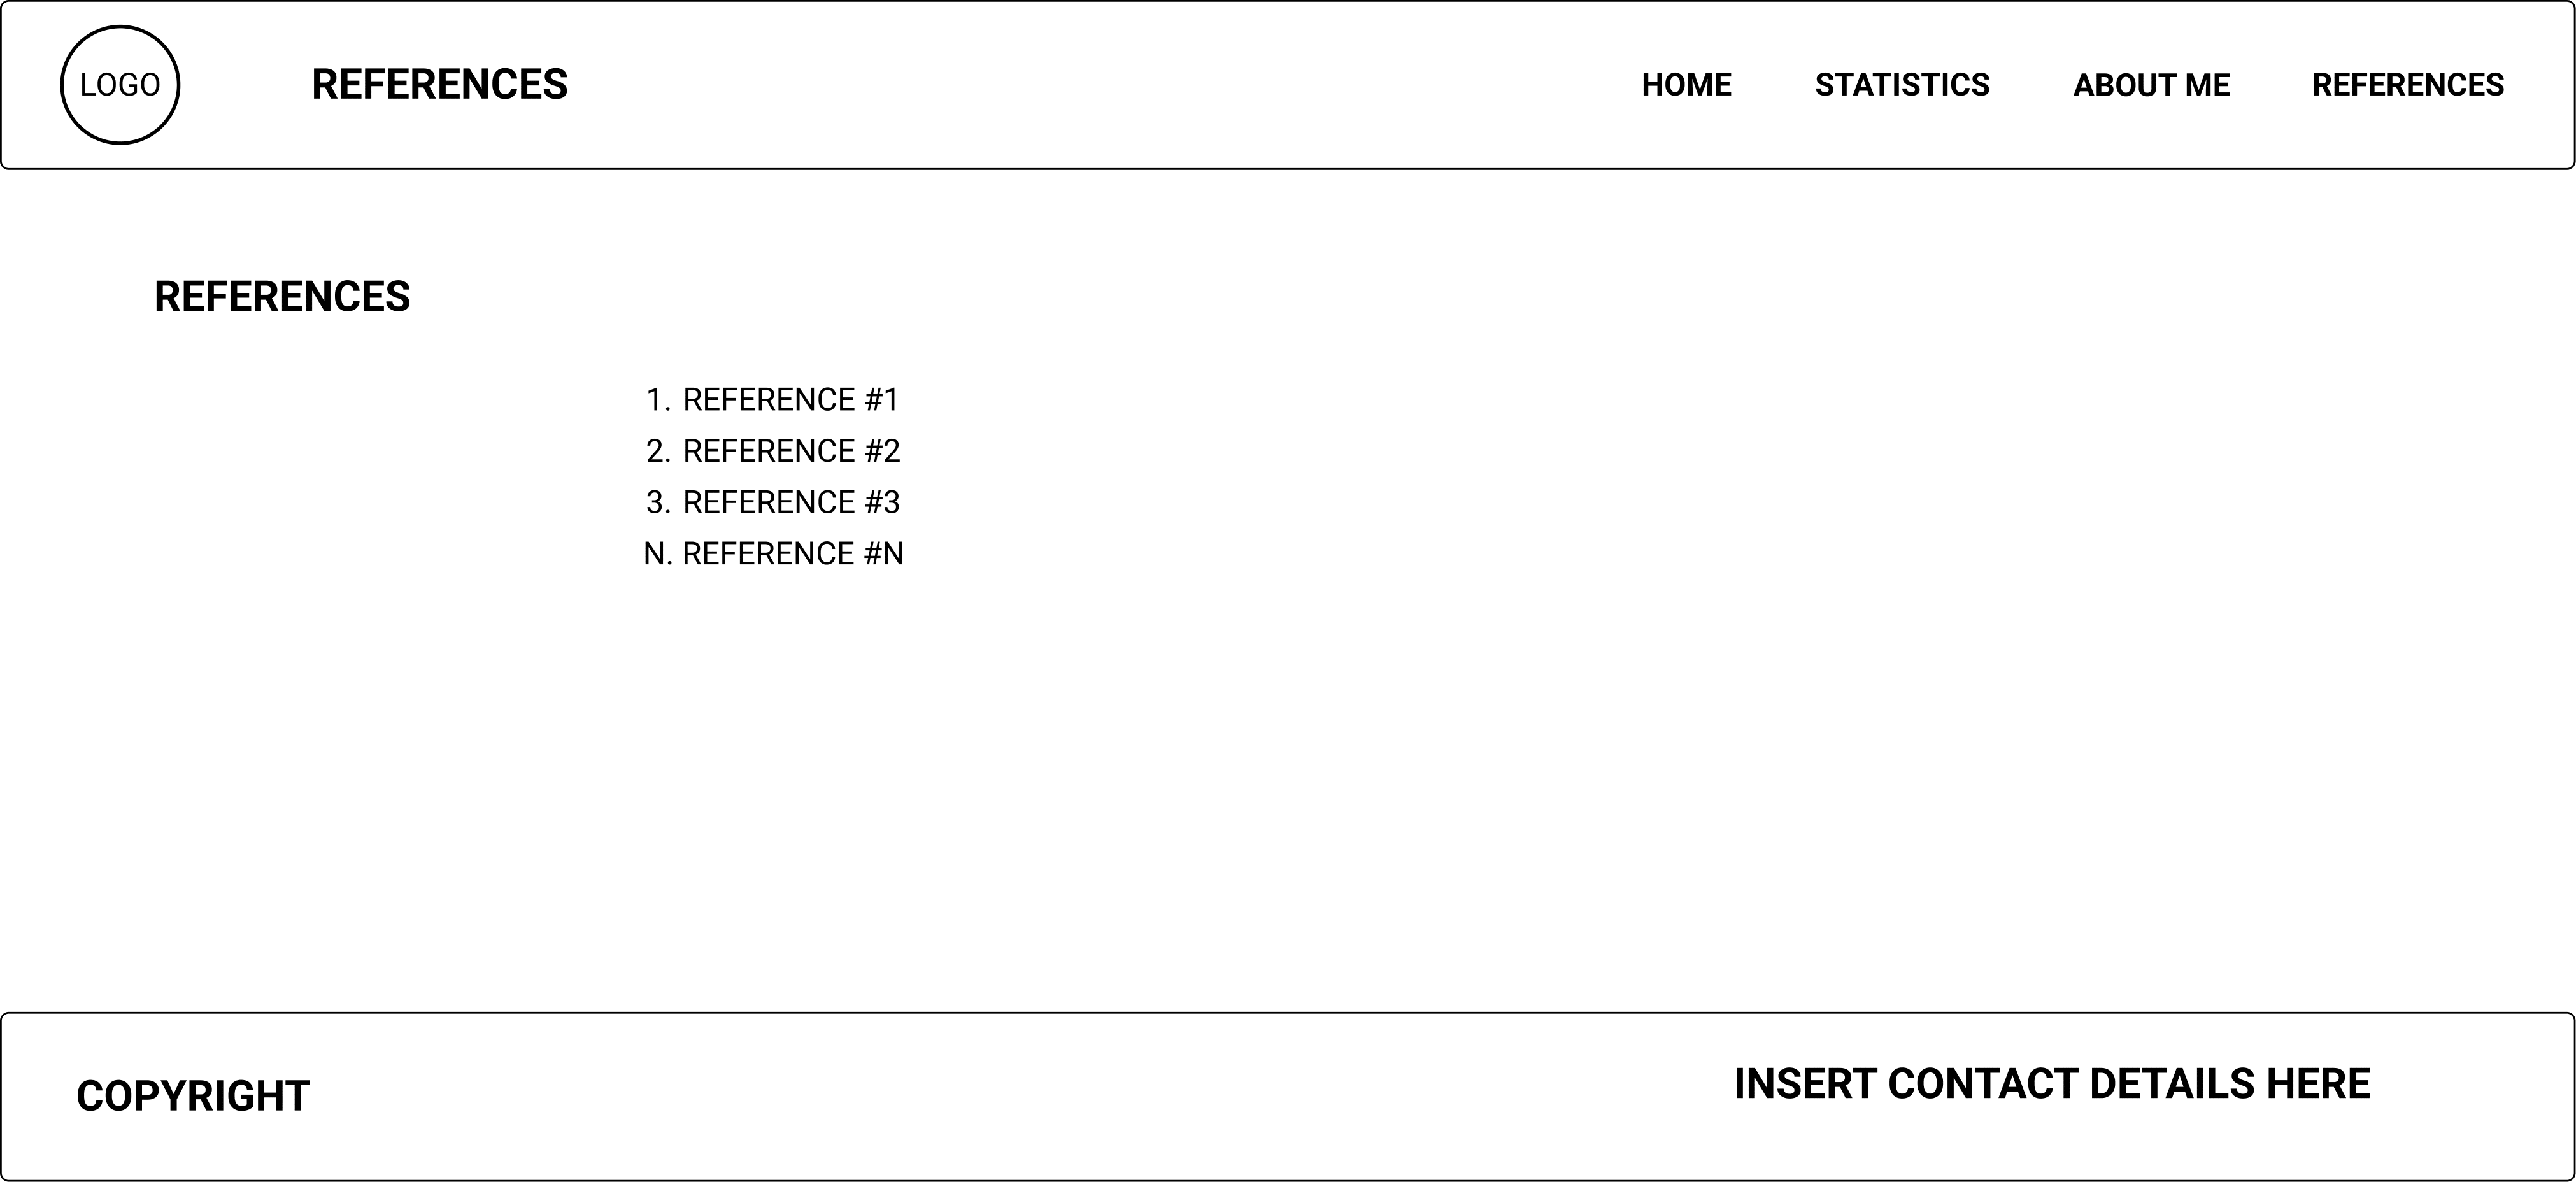 LOGO
REFERENCES
HOME
STATISTICS
ABOUT ME
REFERENCES
REFERENCES
1. REFERENCE #1
2. REFERENCE #2
3. REFERENCE #3
N. REFERENCE #N
COPYRIGHT
INSERT CONTACT DETAILS HERE